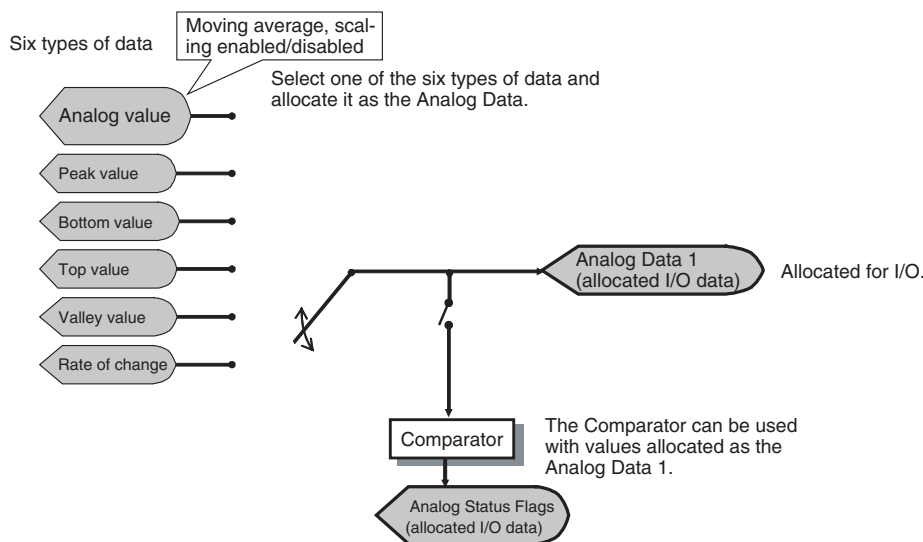 Six types of data
Moving average, scal-
ing enabled/disabled
Select one of the six types of data and
allocate it as the Analog Data.
Analog value
Peak value
Bottom value
Top value
Valley value
Rate of change
Analog Data 1
(allocated I/O data)
Allocated for I/O.
Comparator
The Comparator can be used
with values allocated as the
Analog Data 1.
Analog Status Flags
(allocated I/O data)